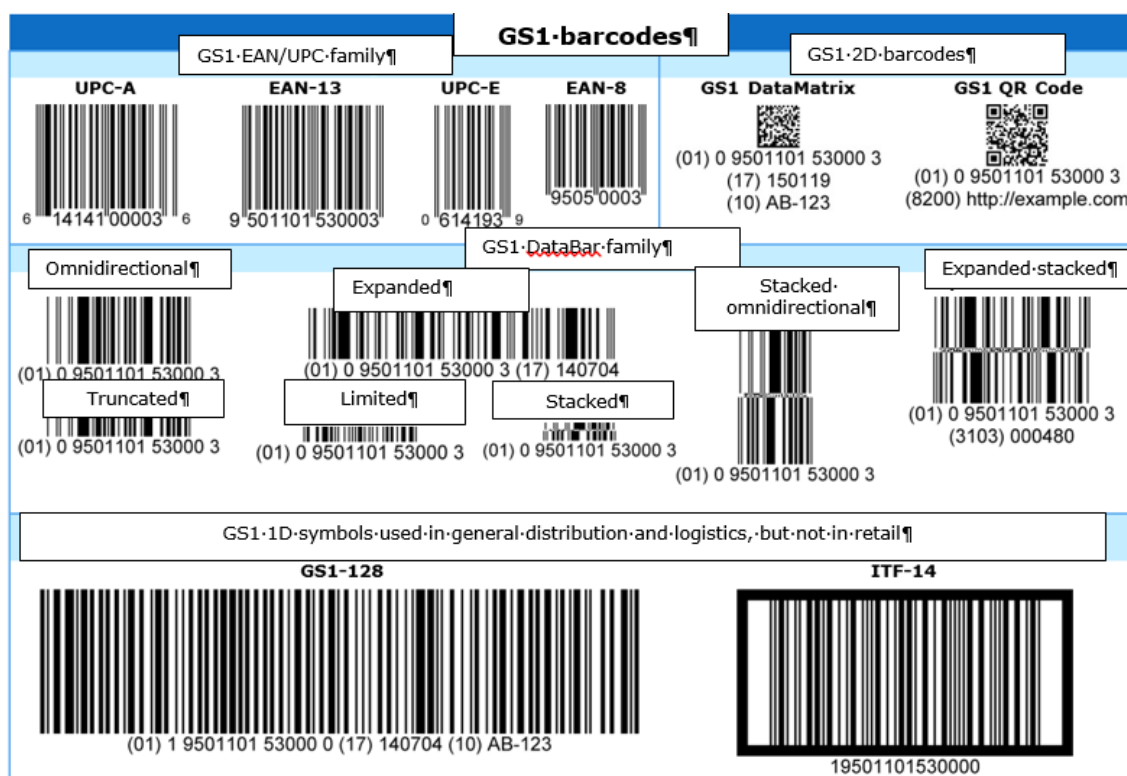 GS1·barcodes¶
GS1·EAN/UPC·family¶
GS1·2D·barcodes¶
UPC-A
EAN-13
UPC-E
EAN-8
GS1 DataMatrix
GS1 QR Code
6 14141 00003 6
9 501101 530003
0 614193 9
9505 0003
(01) 0 9501101 53000 3
(17) 150119
(10) AB-123
(01) 0 9501101 53000 3
(8200) http://example.com
GS1·DataBar·family¶
Omnidirectional¶
(01) 0 9501101 53000 3
Expanded¶
(01) 0 9501101 53000 3 (17) 140704
Stacked·
omnidirectional¶
(01) 0 9501101 53000 3
Expanded·stacked¶
(01) 0 9501101 53000 3
(3103) 000480
Truncated¶
(01) 0 9501101 53000 3
Limited¶
(01) 0 9501101 53000 3
Stacked¶
(01) 0 9501101 53000 3
GS1·1D·symbols·used·in·general·distribution·and·logistics,·but·not·in·retail¶
GS1-128
(01) 1 9501101 53000 0 (17) 140704 (10) AB-123
ITF-14
19501101530000